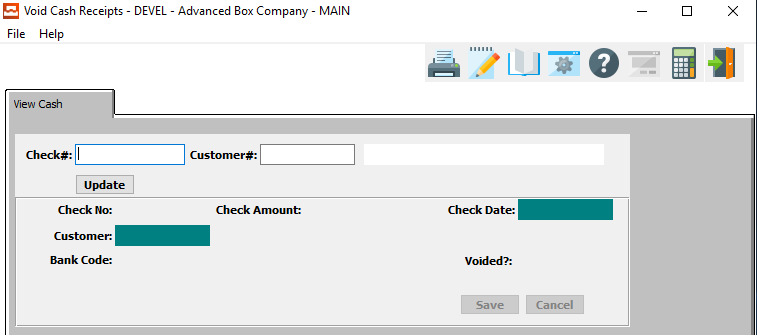 Void Cash Receipts - DEVEL - Advanced Box Company - MAIN
File Help
?
View Cash
Check#: Customer#:
Update
Check No: Check Amount: Check Date:
Customer:
Bank Code: Voided?:
Save Cancel